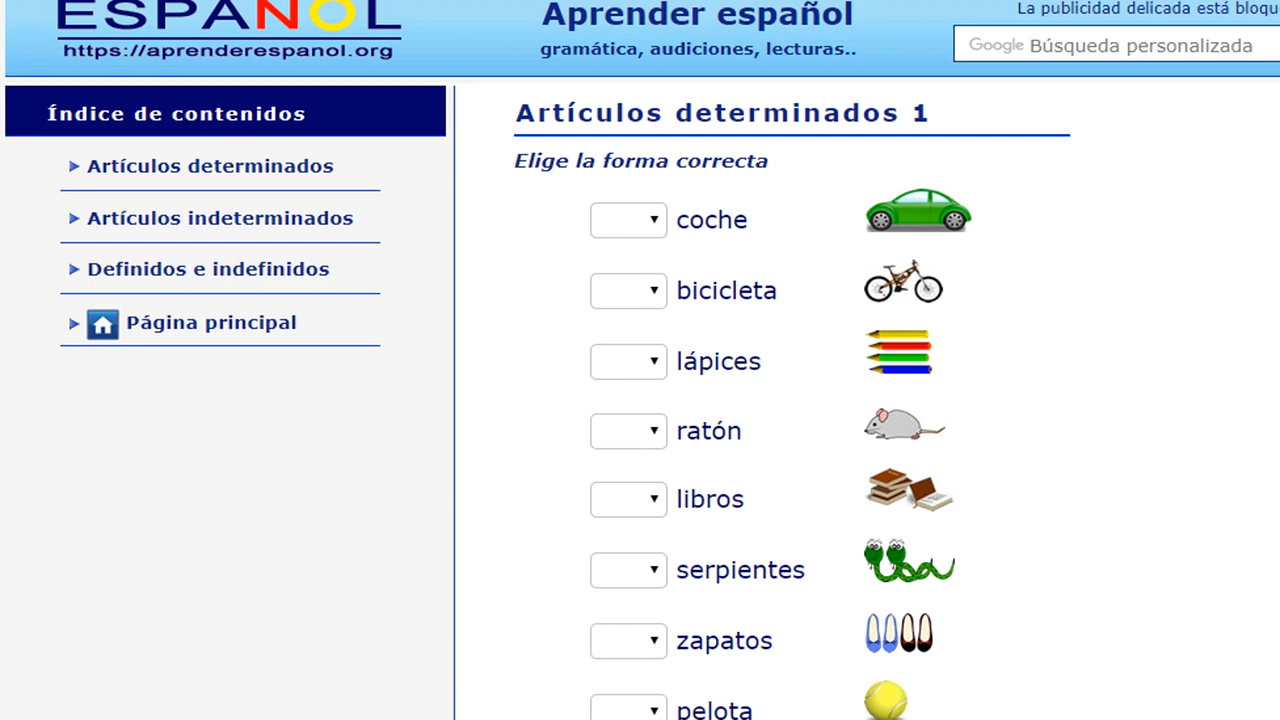 ESPAÑOL
https://aprenderespanol.org
Aprender español
gramática, audiciones, lecturas..
La publicidad delicada está bloqu
Google Búsqueda personalizada
Índice de contenidos
Artículos determinados
Artículos indeterminados
Definidos e indefinidos
Página principal
Artículos determinados 1
Elige la forma correcta
coche
bicicleta
lápices
ratón
libros
serpientes
zapatos
pelota